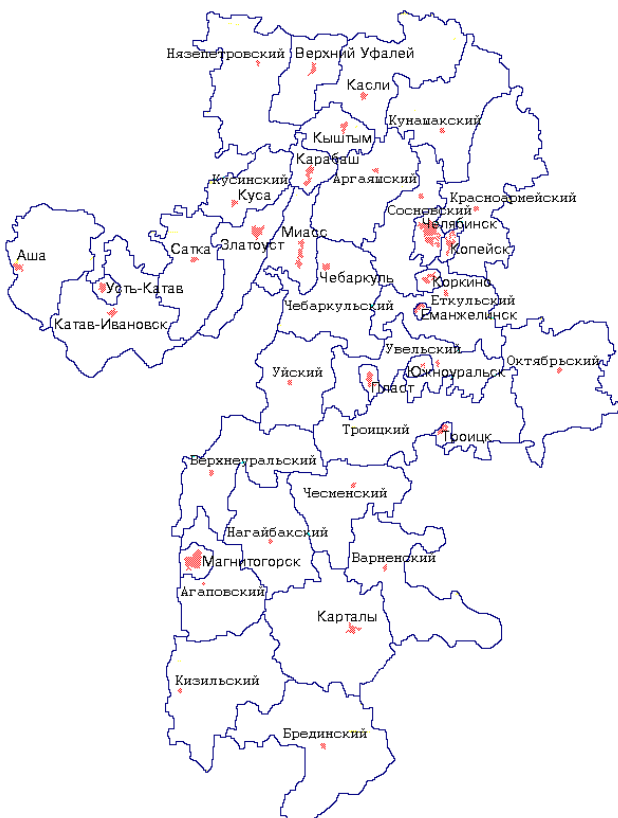 Нязепетровский
Верхний Уфалей
Касли
Кунашакский
Кыштым
Карабаш
Аргаяшский
Кусинский
Куса
Сосновский
Красноармейский
Челябинск
Златоуст
Миасс
Сатка
Копейск
Аша
Чебаркуль
Коркино
Усть-Катав
Чебаркульский
Еткульский
Еманжелинск
Катав-Ивановск
Увельский
Октябрьский
Уйский
Южноуральск
Пласт
Троицкий
Троицк
Верхнеуральский
Чесменский
Нагайбакский
Магнитогорск
Варненский
Агаповский
Карталы
Кизильский
Брединский